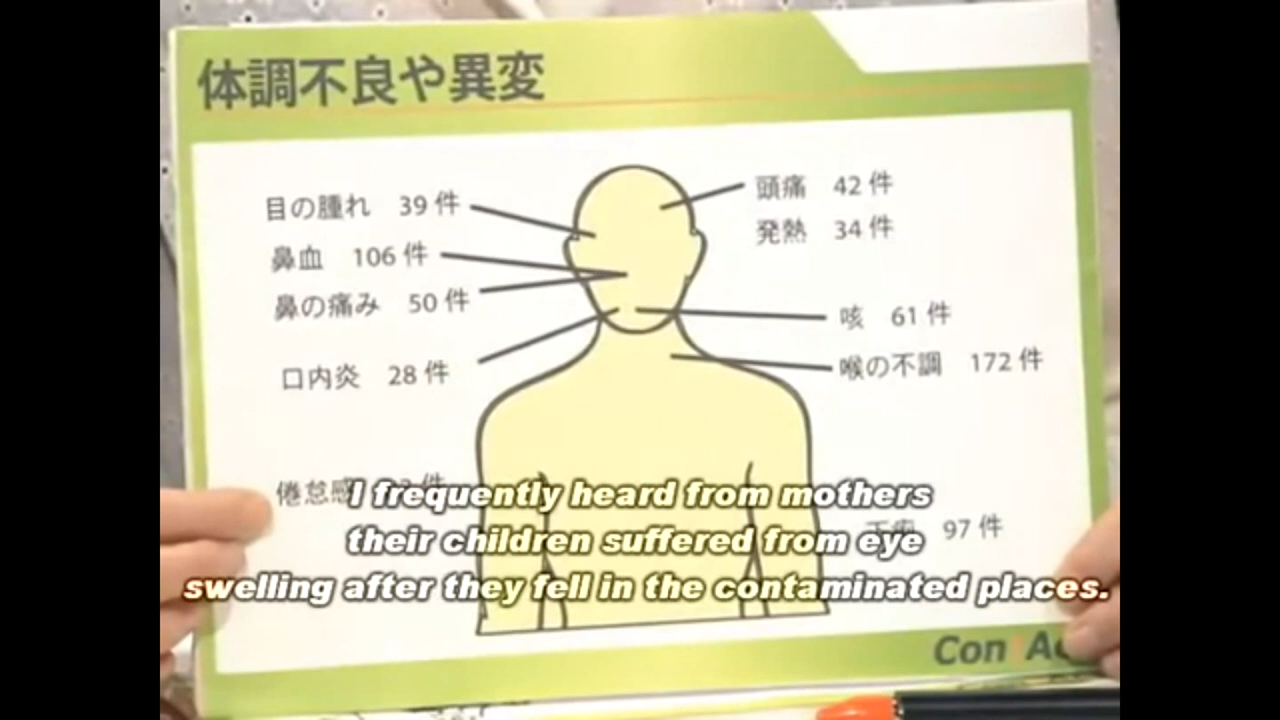 体調不良や異変
目の腫れ 39 件
鼻血 106 件
鼻の痛み 50 件
口内炎 28 件
倦怠感
頭痛 42 件
発熱 34 件
咳 61 件
喉の不調 172 件
97 件
I frequently heard from mothers
their children suffered from eye
swelling after they fell in the contaminated places.